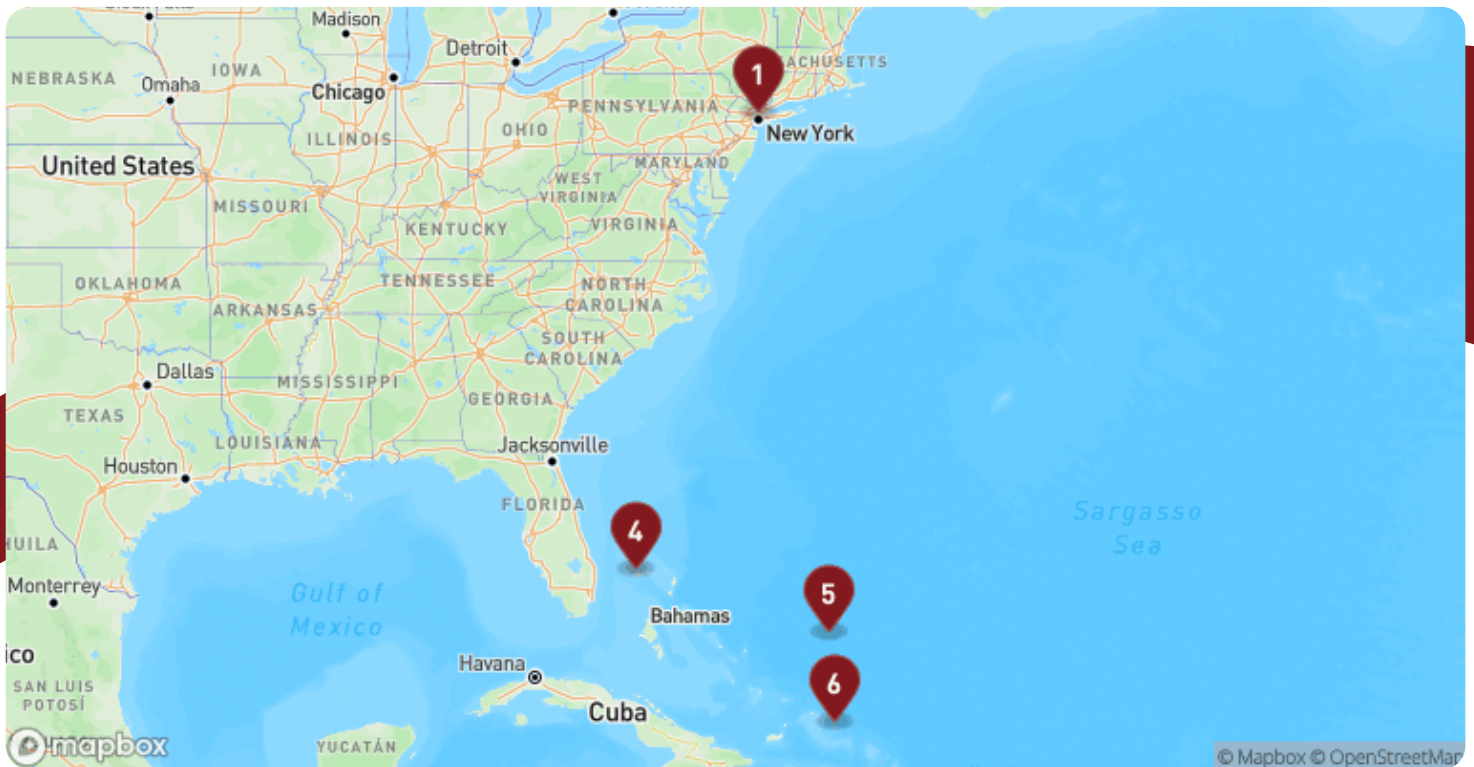 Madison
Detroit
1
ACHUSETTS
NEBRASKA
IOWA
Omaha
Chicago
PENNSYLVANIA
OHIO
ILLINOIS
New York
United States
MARYLAND
WEST
VIRGINIA
MISSOURI
KENTUCKY
VIRGINIA
OKLAHOMA
TENNESSEE
NORTH
CAROLINA
ARKANSAS
SOUTH
CAROLINA
Dallas
MISSISSIPPI
GEORGIA
TEXAS
LOUISIANA
Jacksonville
Houston
FLORIDA
Sargasso
Sea
4
HUILA
Monterrey
Gulf of
Mexico
5
Bahamas
ico
Havana
6
SAN LUIS
POTOSÍ
Cuba
mapbox
YUCATÁN
© Mapbox © OpenStreetMap